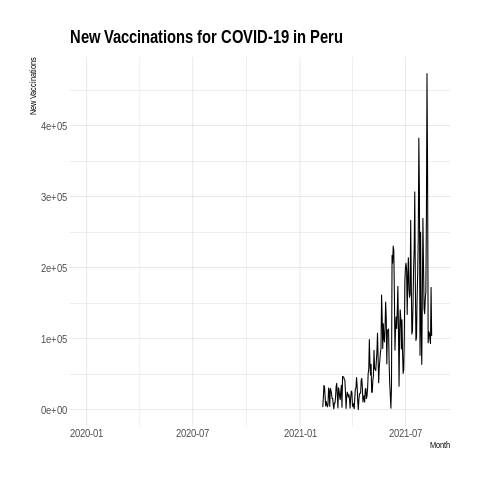 New Vaccinations for COVID-19 in Peru
New Vaccinations
4e+05
3e+05
2e+05
1e+05
0e+00
2020-01 2020-07 2021-01 2021-07
Month